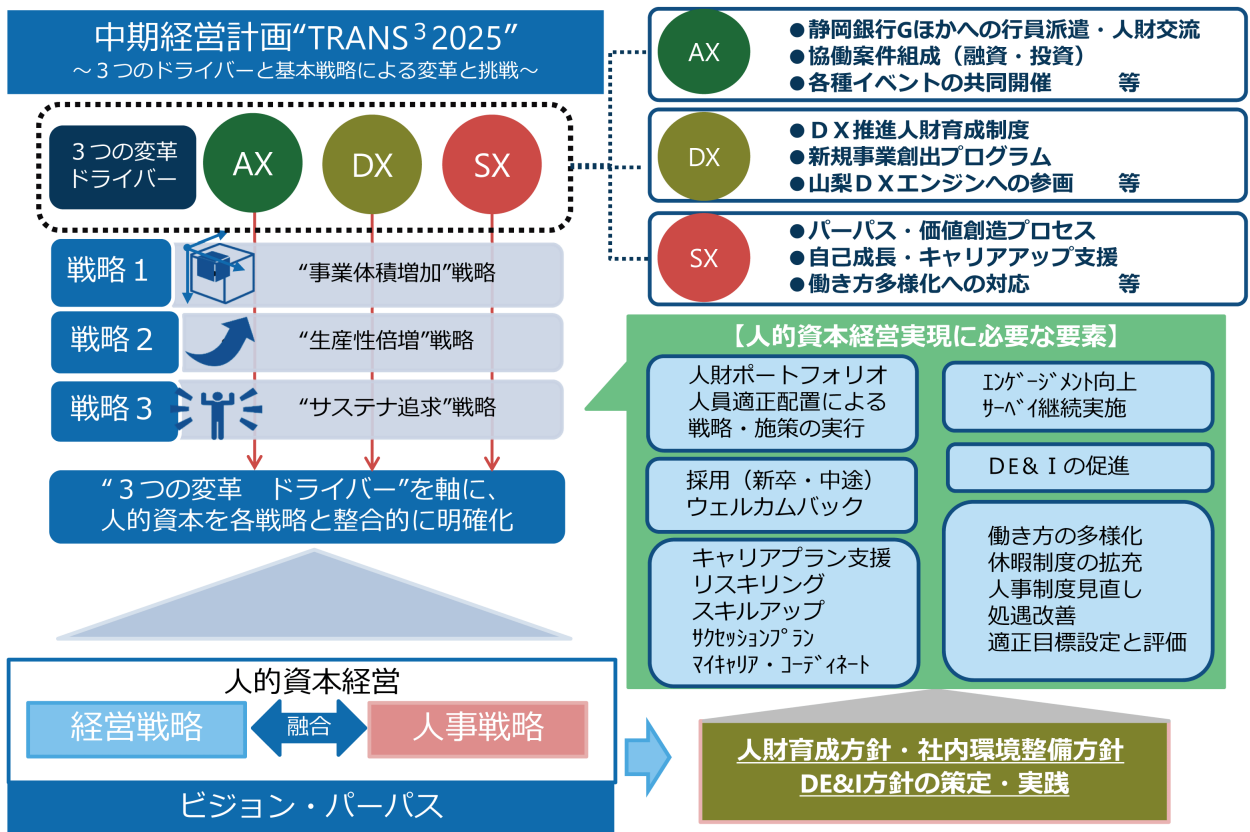 中期経営計画“TRANS³2025”
～３つのドライバーと基本戦略による変革と挑戦～
３つの変革
ドライバー
AX
DX
SX
戦略１
“事業体積増加”戦略
戦略２
“生産性倍増”戦略
戦略３
“サステナ追求”戦略
“３つの変革　ドライバー”を軸に、
人的資本を各戦略と整合的に明確化
人的資本経営
経営戦略
融合
人事戦略
ビジョン・パーパス
AX
●静岡銀行Gほかへの行員派遣・人財交流
●協働案件組成（融資・投資）
●各種イベントの共同開催　　　等
DX
●ＤＸ推進人財育成制度
●新規事業創出プログラム
●山梨ＤＸエンジンへの参画　　等
SX
●パーパス・価値創造プロセス
●自己成長・キャリアアップ支援
●働き方多様化への対応　　　　等
【人的資本経営実現に必要な要素】
人財ポートフォリオ
人員適正配置による
戦略・施策の実行
採用（新卒・中途）
ウェルカムバック
キャリアプラン支援
リスキリング
スキルアップ
ｻｸｾｯｼｮﾝﾌﾟﾗﾝ
ﾏｲｷｬﾘｱ・ｺｰﾃﾞｨﾈｰﾄ
ｴﾝｹﾞｰｼﾞﾒﾝﾄ向上
ｻｰﾍﾞｲ継続実施
ＤＥ&Ｉの促進
働き方の多様化
休暇制度の拡充
人事制度見直し
処遇改善
適正目標設定と評価
人財育成方針・社内環境整備方針
DE&I方針の策定・実践